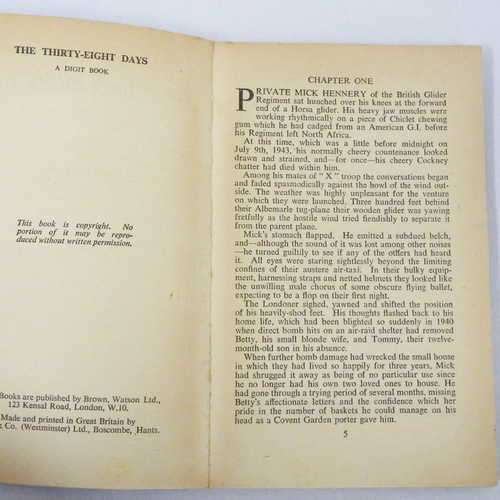 THE THIRTY-EIGHT DAYS
A DIGIT BOOK
This book is copyright. No
portion of it may be repro-
duced without written permission.
Books are published by Brown, Watson Ltd.,
123 Kensal Road, London, W.10.
Made and printed in Great Britain by
Co. (Westminster) Ltd., Boscombe, Hants.
CHAPTER ONE
PRIVATE MICK HENNERY of the British Glider
Regiment sat hunched over his knees at the forward
end of a Horsa glider. His heavy jaw muscles were
working rhythmically on a piece of Chiclet chewing
gum which he had cadged from an American G.I. before
his Regiment left North Africa.
At this time, which was a little before midnight on
July 9th, 1943, his normally cheery countenance looked
drawn and strained, and—for once—his cheery Cockney
chatter had died within him.
Among his mates of "X" troop the conversations began
and faded spasmodically against the howl of the wind out-
side. The weather was hugely unpleasant for the venture
on which they were launched. Three hundred feet behind
their Albemarle tug-plane their wooden glider was yawing
fretfully as the hostile wind tried fiendishly to separate it
from the parent plane.
Mick's stomach flapped. He emitted a subdued belch,
and—although the sound of it was lost among other noises
—he turned guiltily to see if any of the others had heard
it. All eyes were staring sightlessly beyond the limiting
confines of their austere air-taxi. In their bulky equip-
ment, harnessing straps and netted helmets they looked like
the unwilling male chorus of some obscure flying ballet,
expecting to be a flop on their first night.
The Londoner sighed, yawned and shifted the position
of his heavily-shod feet. His thoughts flashed back to his
home life, which had been blighted so suddenly in 1940
when direct bomb hits on an air-raid shelter had removed
Betty, his small blonde wife, and Tommy, their twelve-
month-old son in his absence.
When further bomb damage had wrecked the small house
in which they had lived so happily for three years, Mick
had shrugged it away as being of no particular use since
he no longer had his own two loved ones to house. He
had gone through a trying period of several months, missing
Betty's affectionate letters and the confidence which her
pride in the number of baskets he could manage on his
head as a Covent Garden porter gave him.
5